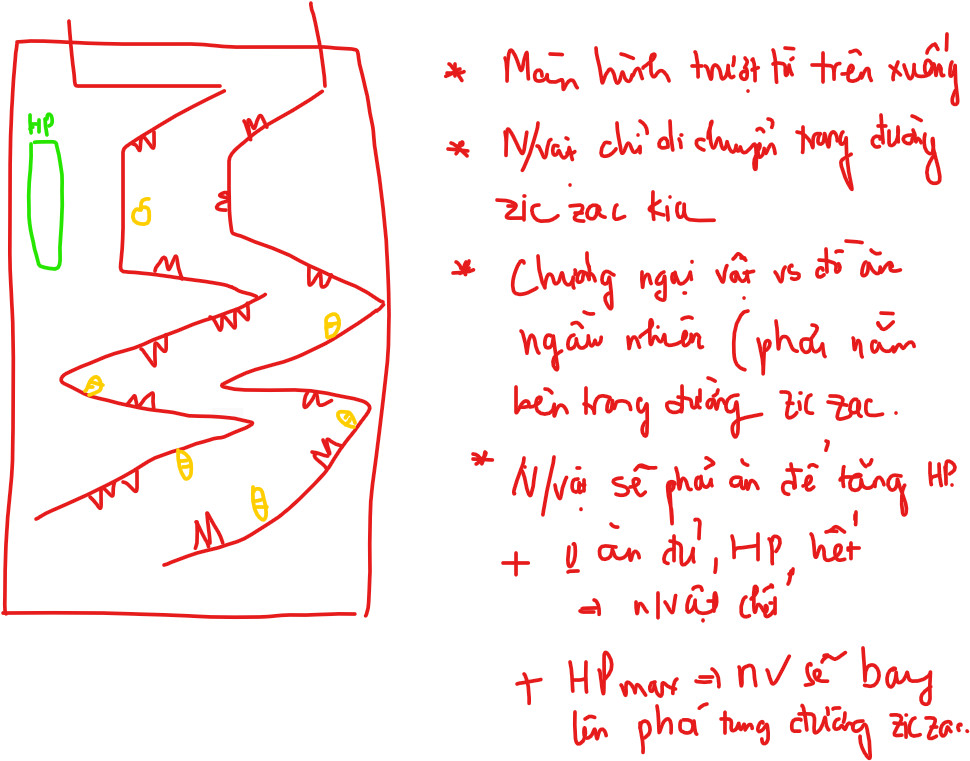 HP
* Màn hình trượt từ trên xuống
* N/vật chỉ di chuyển trong đường
zic zac kia
* Chướng ngại vật vs đồ ăn
ngẫu nhiên (phải nằm
bên trong đường zic zac.
* N/vật sẽ phải ăn để tăng HP.
+ 0 ăn đủ, HP hết
⇒ n/vật chết
+ HP max ⇒ nv sẽ bay
lên phá tung đường zic zac.